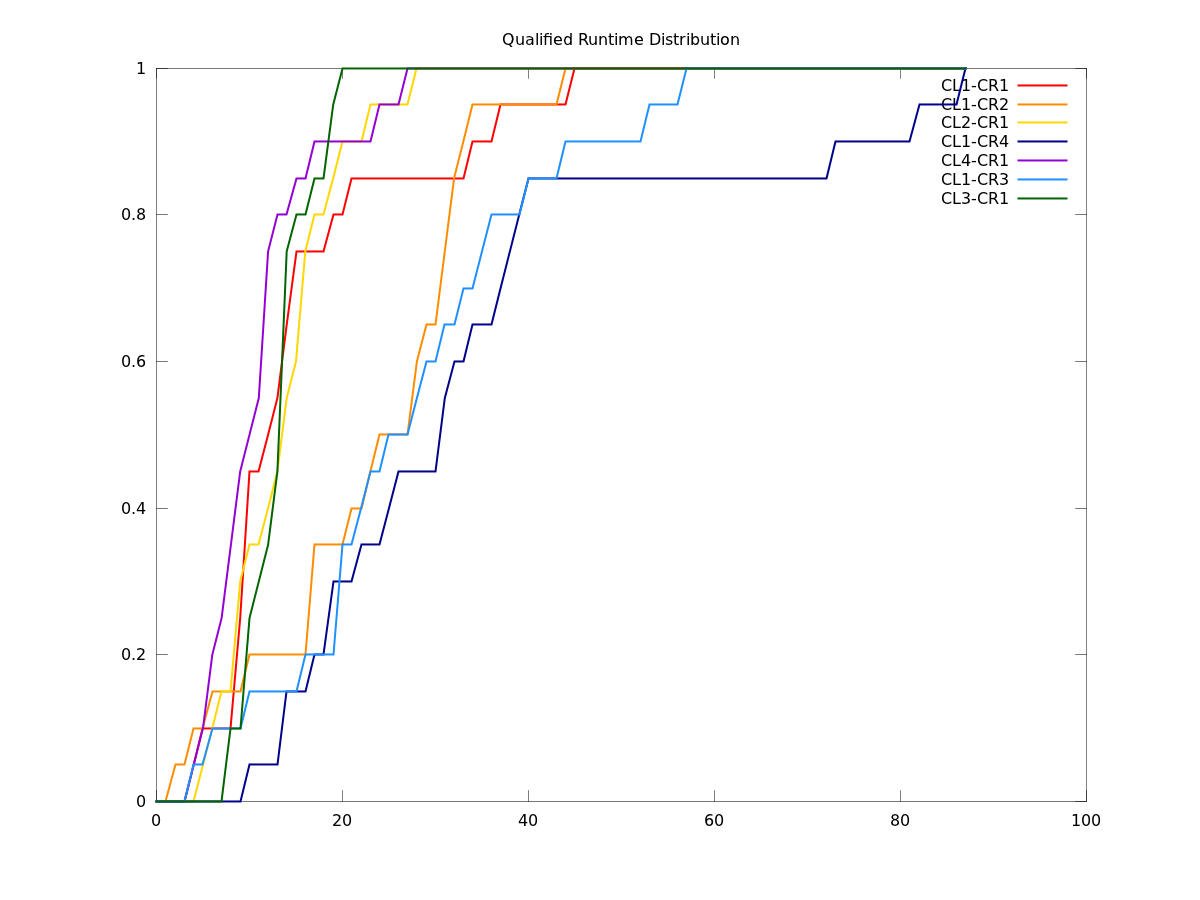 Qualified Runtime Distribution
1
0.8
0.6
0.4
0.2
0
0 20 40 60 80 100
CL1-CR1
CL1-CR2
CL2-CR1
CL1-CR4
CL4-CR1
CL1-CR3
CL3-CR1